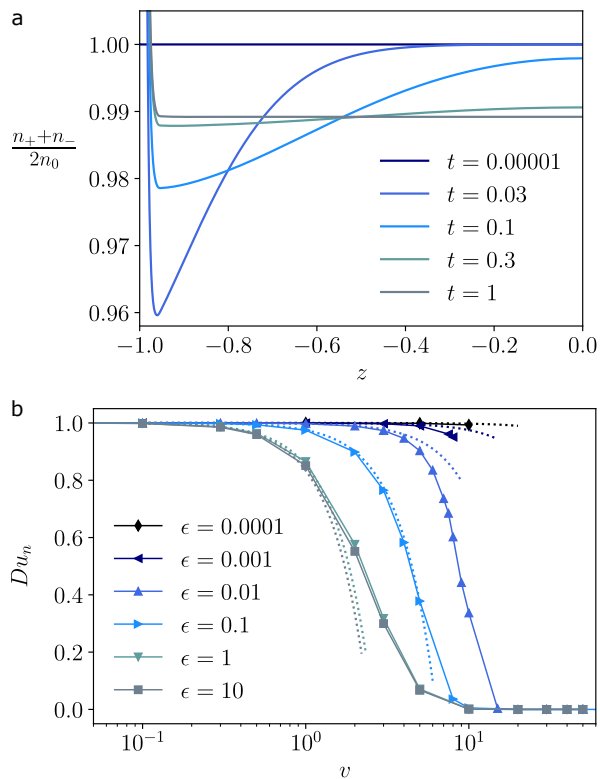 a
1.00
0.99
0.98
0.97
0.96
n₊+n₋
2n₀
t = 0.00001
t = 0.03
t = 0.1
t = 0.3
t = 1
−1.0 −0.8 −0.6 −0.4 −0.2 0.0
z
b
1.0
0.8
0.6
0.4
0.2
0.0
Duₙ
ϵ = 0.0001
ϵ = 0.001
ϵ = 0.01
ϵ = 0.1
ϵ = 1
ϵ = 10
10⁻¹ 10⁰ 10¹
v